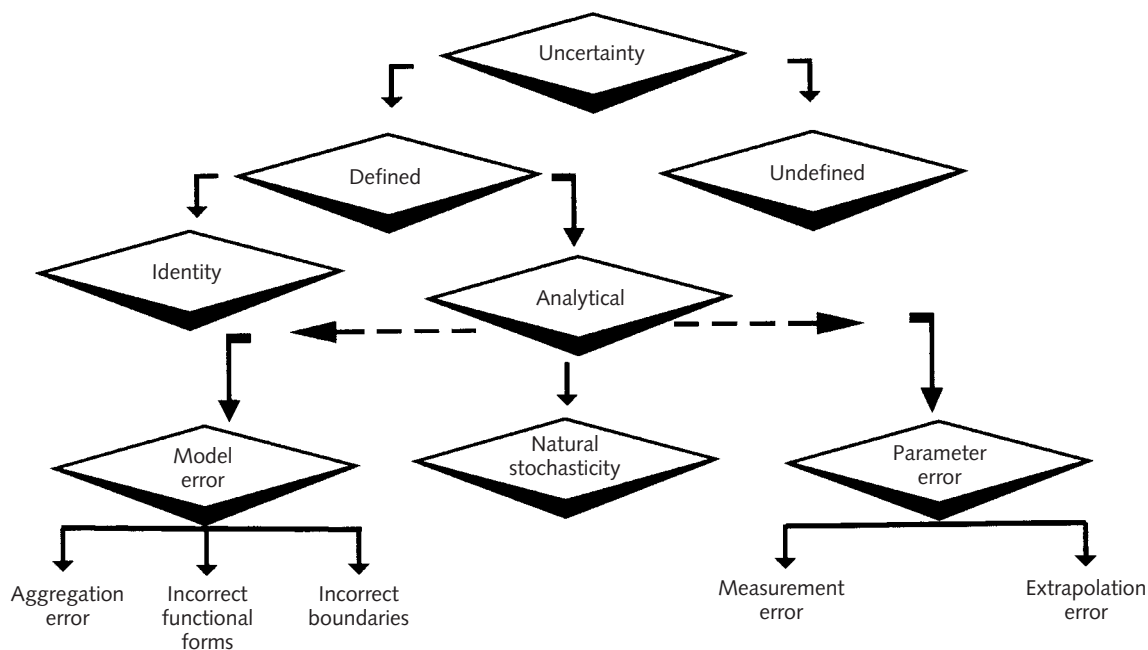 Uncertainty
Defined
Undefined
Identity
Analytical
Model
error
Natural
stochasticity
Parameter
error
Aggregation
error
Incorrect
functional
forms
Incorrect
boundaries
Measurement
error
Extrapolation
error